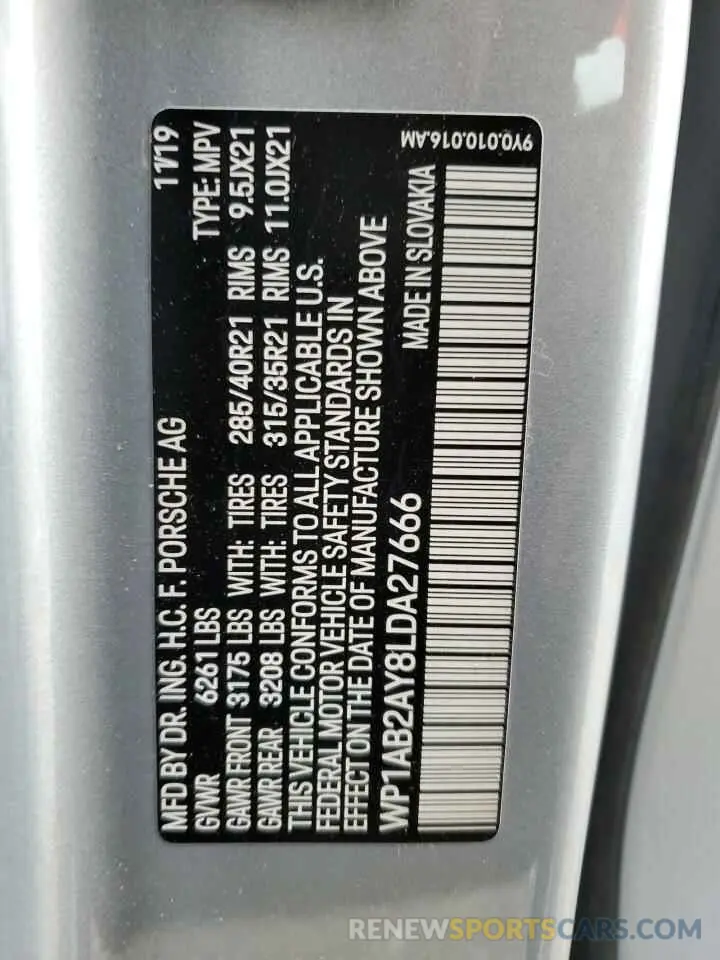 MFD BY DR. ING. H.C. F. PORSCHE AG 11/19
GVWR 6261 LBS TYPE: MPV
GAWR FRONT 3175 LBS WITH: TIRES 285/40R21 RIMS 9.5JX21
GAWR REAR 3208 LBS WITH: TIRES 315/35R21 RIMS 11.0JX21
THIS VEHICLE CONFORMS TO ALL APPLICABLE U.S.
FEDERAL MOTOR VEHICLE SAFETY STANDARDS IN
EFFECT ON THE DATE OF MANUFACTURE SHOWN ABOVE
WP1AB2AY8LDA27666 MADE IN SLOVAKIA
9Y0.010.016.AM
RENEWSPORTSCARS.COM